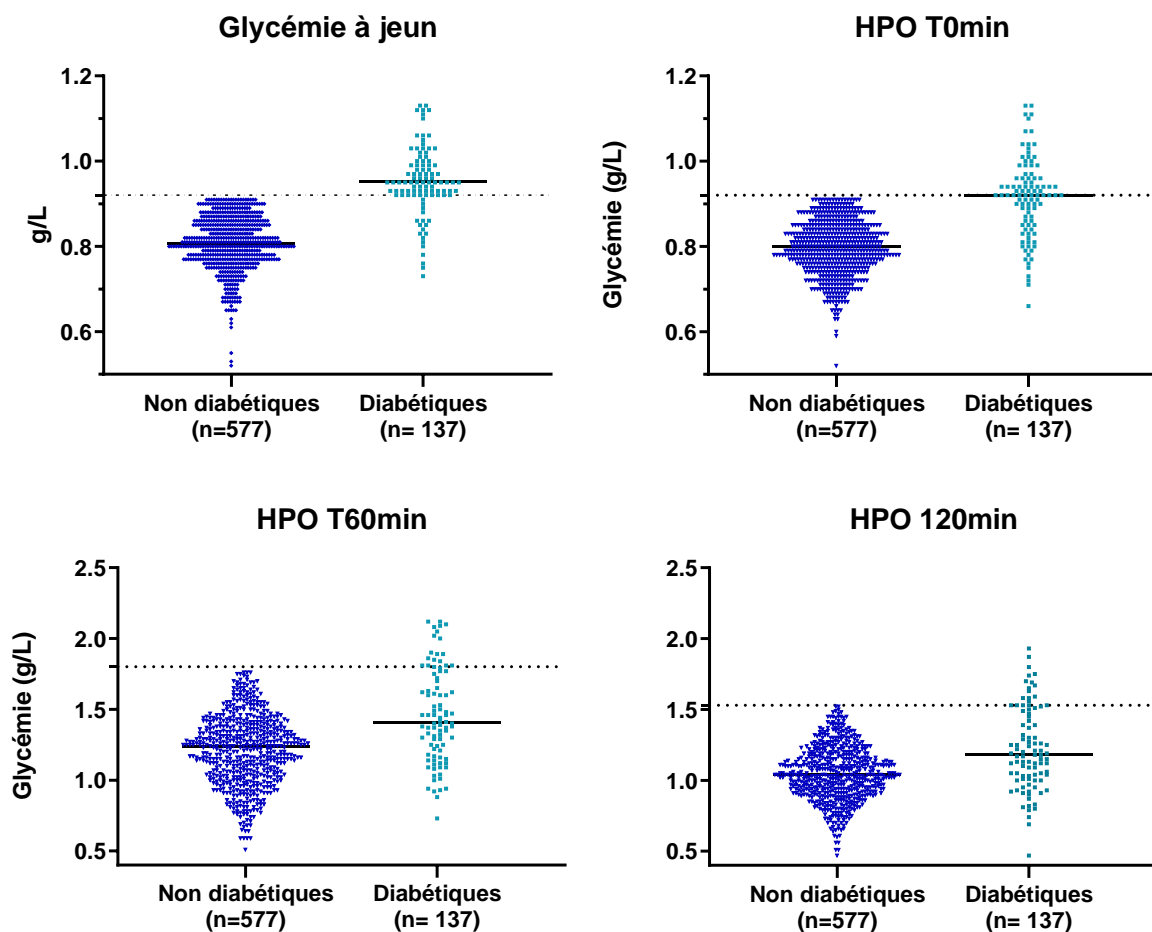 Glycémie à jeun
g/L
1.2
1.0
0.8
0.6
Non diabétiques
(n=577)
Diabétiques
(n= 137)
HPO T0min
Glycémie (g/L)
1.2
1.0
0.8
0.6
Non diabétiques
(n=577)
Diabétiques
(n= 137)
HPO T60min
Glycémie (g/L)
2.5
2.0
1.5
1.0
0.5
Non diabétiques
(n=577)
Diabétiques
(n= 137)
HPO 120min
Glycémie (g/L)
2.5
2.0
1.5
1.0
0.5
Non diabétiques
(n=577)
Diabétiques
(n= 137)